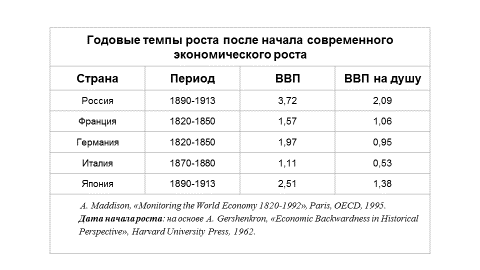 Годовые темпы роста после начала современного
экономического роста
Страна Период ВВП ВВП на душу
Россия 1890-1913 3,72 2,09
Франция 1820-1850 1,57 1,06
Германия 1820-1850 1,97 0,95
Италия 1870-1880 1,11 0,53
Япония 1890-1913 2,51 1,38
A. Maddison, «Monitoring the World Economy 1820-1992», Paris, OECD, 1995.
Дата начала роста: на основе A. Gershenkron, «Economic Backwardness in Historical
Perspective», Harvard University Press, 1962.